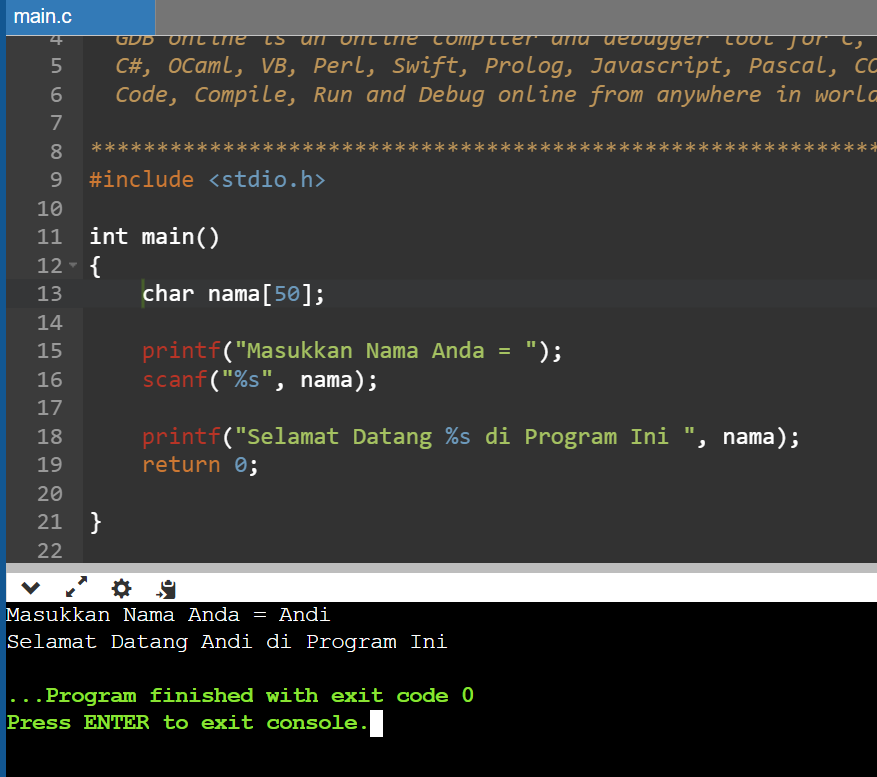 main.c
4 GDB online is an online compiler and debugger tool for C,
5 C#, OCaml, VB, Perl, Swift, Prolog, Javascript, Pascal,
6 Code, Compile, Run and Debug online from anywhere in
7
8 ************************************************************
9 #include <stdio.h>
10
11 int main()
12 {
13 char nama[50];
14
15 printf("Masukkan Nama Anda = ");
16 scanf("%s", nama);
17
18 printf("Selamat Datang %s di Program Ini ", nama);
19 return 0;
20
21 }
22
Masukkan Nama Anda = Andi
Selamat Datang Andi di Program Ini
...Program finished with exit code 0
Press ENTER to exit console.